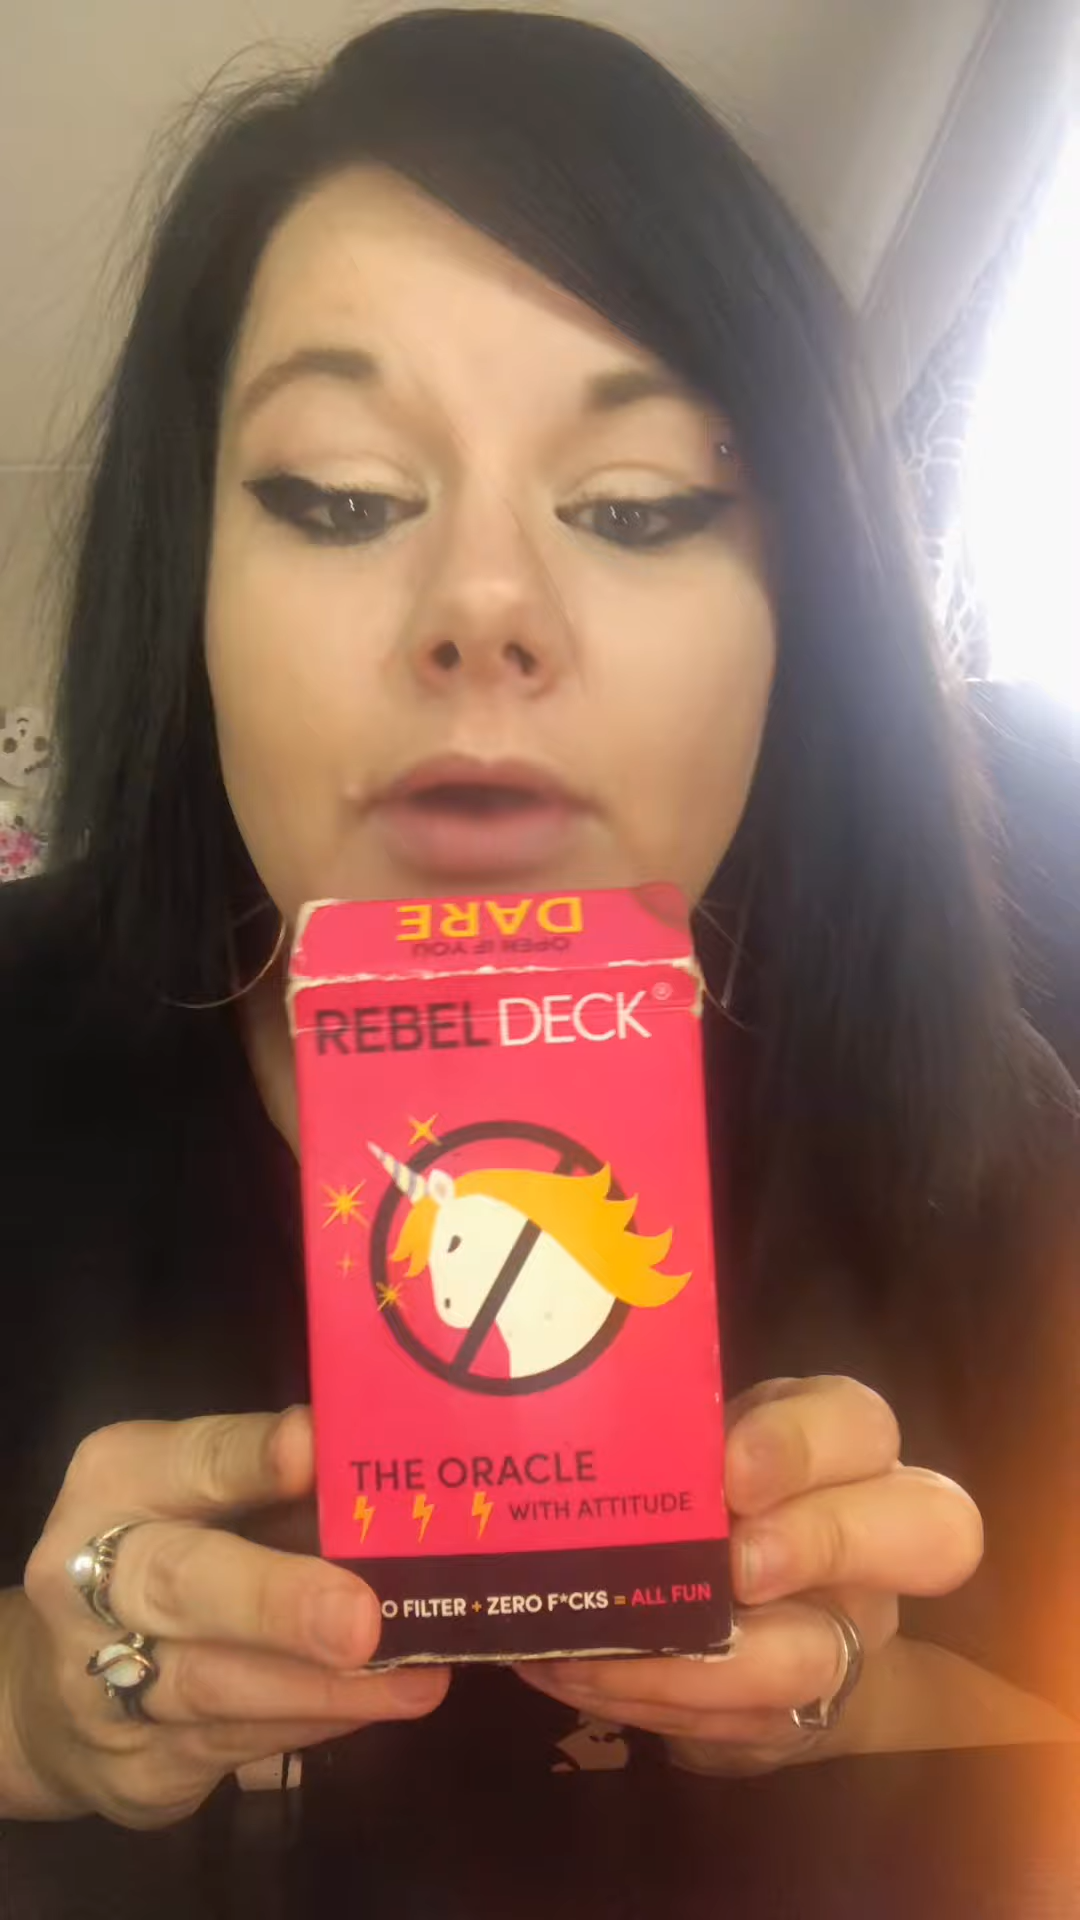 DARE
OPEN IF YOU
REBEL DECK®
THE ORACLE
WITH ATTITUDE
O FILTER + ZERO F*CKS = ALL FUN